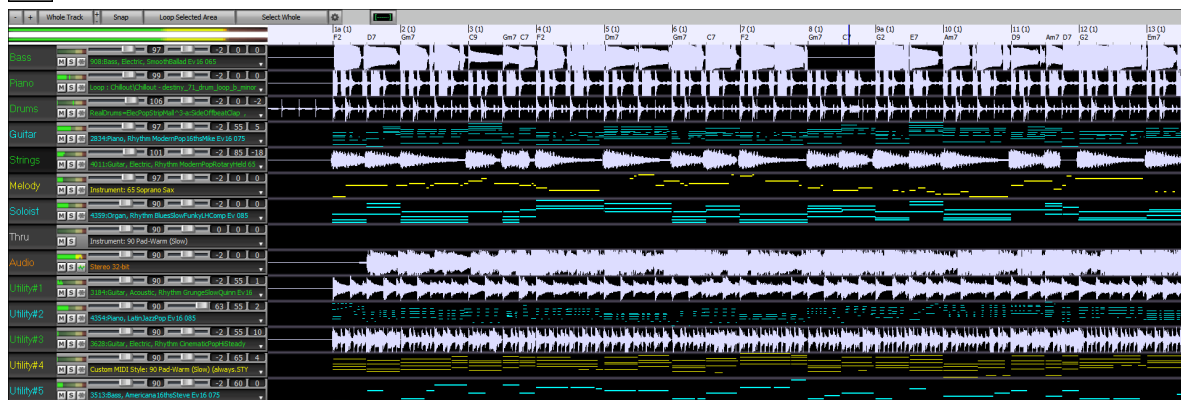 - + Whole Track + - Snap Loop Selected Area Select Whole
1a (1) 2 (1) 3 (1) 4 (1) 5 (1) 6 (1) 7 (1) 8 (1) 9a (1) 10 (1) 11 (1) 12 (1) 13 (1)
F2 D7 Gm7 C9 Gm7 C7 F2 Dm7 Gm7 C7 F2 Gm7 C7 G2 E7 Am7 D9 Am7 D7 G2 Em7
Bass 97 -2 0 0
M S 908:Bass, Electric, SmoothBallad Ev16 065
Piano 99 -2 0 0
M S Loop : Chillout\Chillout - destiny_71_drum_loop_b_minor
Drums 106 -2 0 -2
M S RealDrums=ElecPopStripMall^3-a:SideOffbeatClap ,
Guitar 97 -2 55 5
M S 2834:Piano, Rhythm ModernPop16thsMike Ev16 075
Strings 101 -2 85 -18
M S 4011:Guitar, Electric, Rhythm ModernPopRotaryHeld 65
Melody 97 -2 0 0
M S Instrument: 65 Soprano Sax
Soloist 90 -2 0 0
M S 4359:Organ, Rhythm BluesSlowFunkyLHComp Ev 085
Thru 90 0 0 0
M S Instrument: 90 Pad-Warm (Slow)
Audio 90 -2 0 0
M S Stereo 32-bit
Utility#1 90 -2 55 1
M S 3184:Guitar, Acoustic, Rhythm GrungeSlowQuinn Ev16
Utility#2 90 63 55 2
M S 4354:Piano, LatinJazzPop Ev16 085
Utility#3 90 -2 55 10
M S 3628:Guitar, Electric, Rhythm CinematicPopHiSteady
Utility#4 90 -2 65 4
M S Custom MIDI Style: 90 Pad-Warm (Slow) (always.STY
Utility#5 90 -2 60 0
M S 3513:Bass, Americana16thsSteve Ev16 075